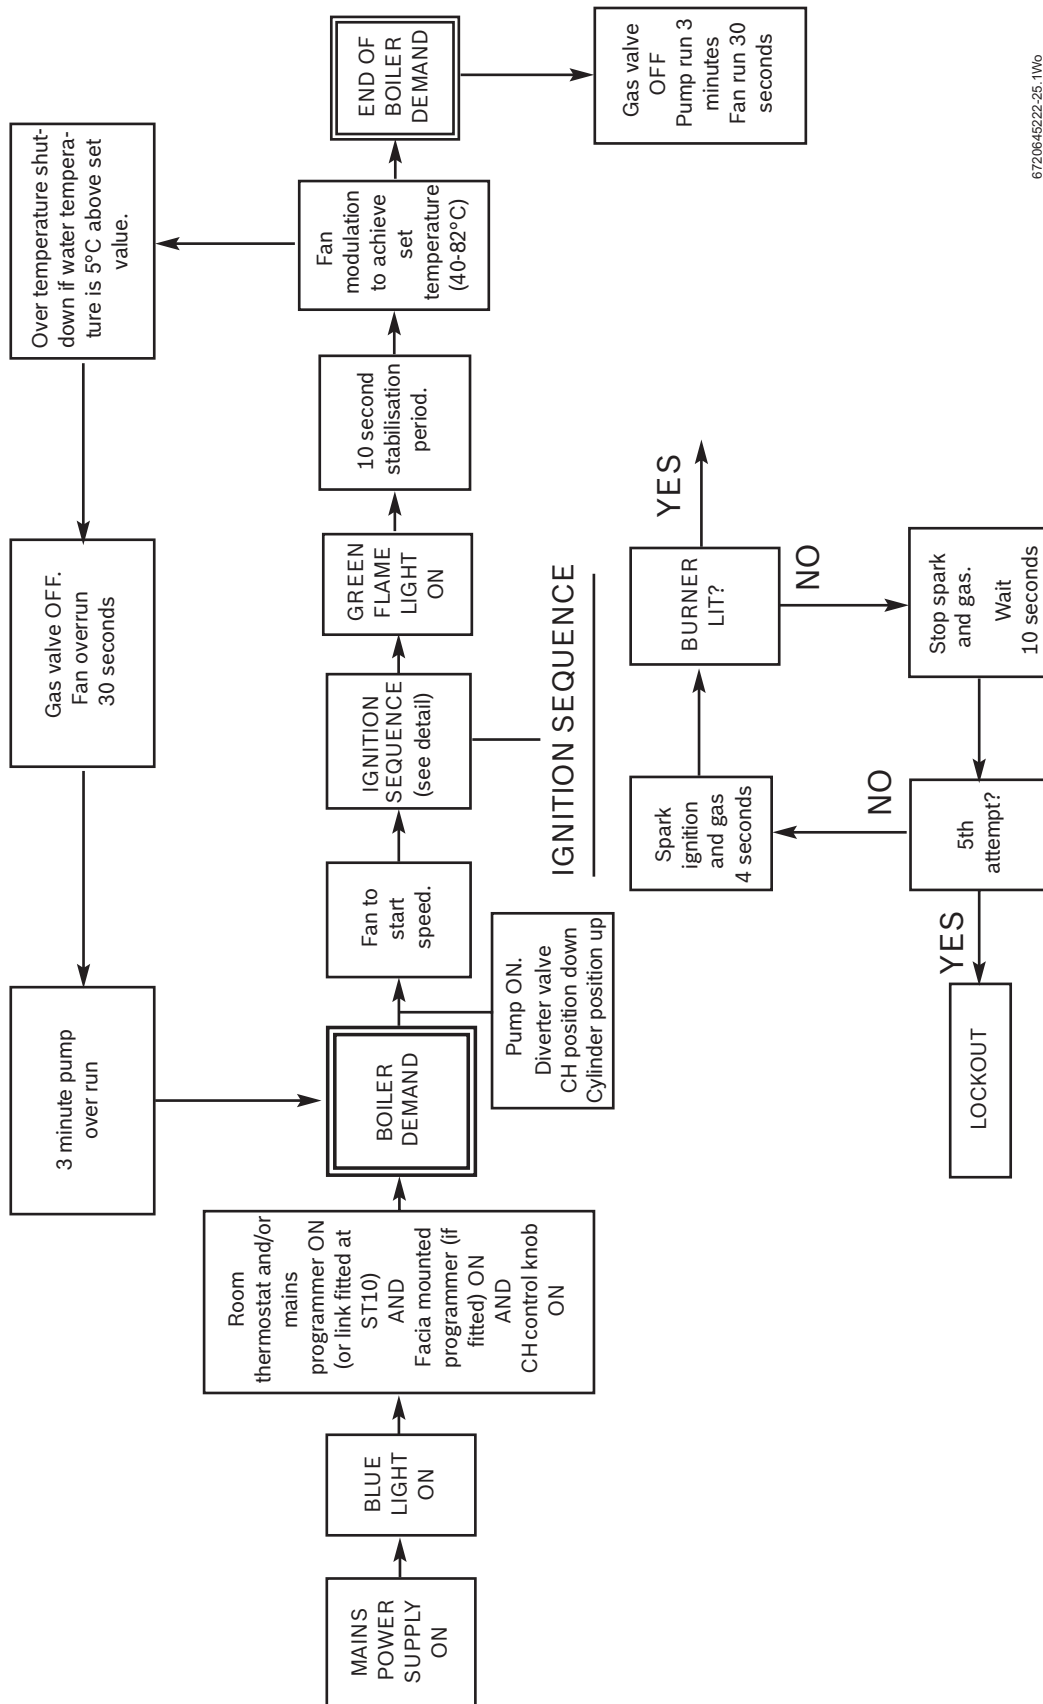 Over temperature shut-
down if water tempera-
ture is 5°C above set
value.
Gas valve OFF.
Fan overrun
30 seconds
3 minute pump
over run
MAINS
POWER
SUPPLY
ON
BLUE
LIGHT
ON
Room
thermostat and/or
mains
programmer ON
(or link fitted at
ST10)
AND
Facia mounted
programmer (if
fitted) ON
AND
CH control knob
ON
BOILER
DEMAND
Pump ON.
Diverter valve
CH position down
Cylinder position up
Fan to
start
speed.
IGNITION
SEQUENCE
(see detail)
GREEN
FLAME
LIGHT
ON
10 second
stabilisation
period.
Fan
modulation
to achieve
set
temperature
(40-82°C)
END OF
BOILER
DEMAND
Gas valve
OFF
Pump run 3
minutes
Fan run 30
seconds
IGNITION SEQUENCE
Spark
ignition
and gas
4 seconds
BURNER
LIT?
YES
NO
Stop spark
and gas.
Wait
10 seconds
5th
attempt?
NO
YES
LOCKOUT
6720645222-25.1Wo